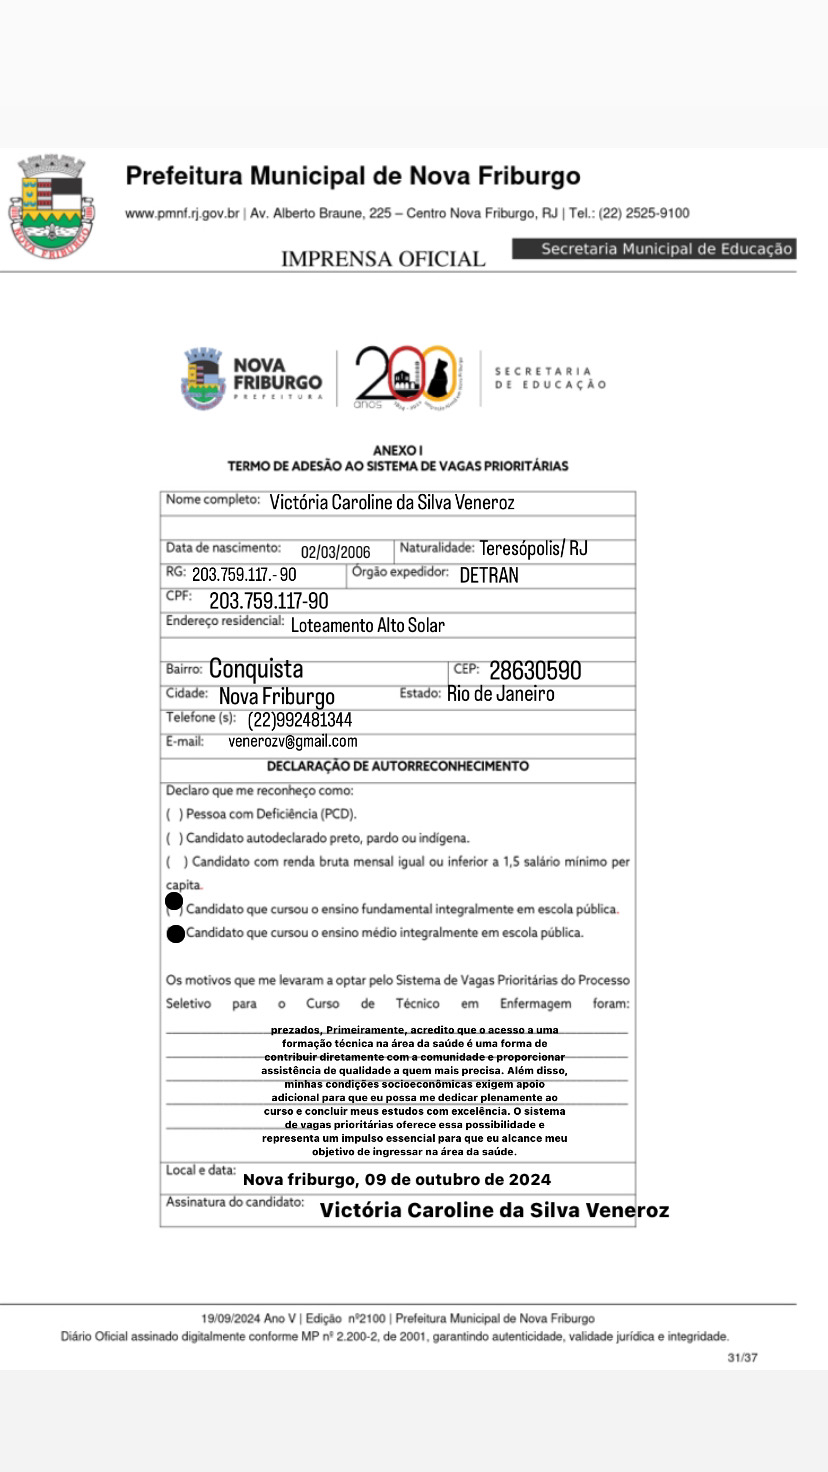 Prefeitura Municipal de Nova Friburgo
www.pmnf.rj.gov.br | Av. Alberto Braune, 225 – Centro Nova Friburgo, RJ | Tel.: (22) 2525-9100
IMPRENSA OFICIAL
Secretaria Municipal de Educação
NOVA FRIBURGO
NOVA
FRIBURGO
PREFEITURA
200
anos
SECRETARIA
DE EDUCAÇÃO
ANEXO I
TERMO DE ADESÃO AO SISTEMA DE VAGAS PRIORITÁRIAS
Nome completo: Victória Caroline da Silva Veneroz
Data de nascimento: 02/03/2006 Naturalidade: Teresópolis/ RJ
RG: 203.759.117.-90 Órgão expedidor: DETRAN
CPF: 203.759.117-90
Endereço residencial: Loteamento Alto Solar
Bairro: Conquista CEP: 28630590
Cidade: Nova Friburgo Estado: Rio de Janeiro
Telefone (s): (22)992481344
E-mail: venerozv@gmail.com
DECLARAÇÃO DE AUTORRECONHECIMENTO
Declaro que me reconheço como:
( ) Pessoa com Deficiência (PCD).
( ) Candidato autodeclarado preto, pardo ou indígena.
( ) Candidato com renda bruta mensal igual ou inferior a 1,5 salário mínimo per
capita.
( ) Candidato que cursou o ensino fundamental integralmente em escola pública.
Candidato que cursou o ensino médio integralmente em escola pública.
Os motivos que me levaram a optar pelo Sistema de Vagas Prioritárias do Processo
Seletivo para o Curso de Técnico em Enfermagem foram:
prezados, Primeiramente, acredito que o acesso a uma
formação técnica na área da saúde é uma forma de
contribuir diretamente com a comunidade e proporcionar
assistência de qualidade a quem mais precisa. Além disso,
minhas condições socioeconômicas exigem apoio
adicional para que eu possa me dedicar plenamente ao
curso e concluir meus estudos com excelência. O sistema
de vagas prioritárias oferece essa possibilidade e
representa um impulso essencial para que eu alcance meu
objetivo de ingressar na área da saúde.
Local e data: Nova friburgo, 09 de outubro de 2024
Assinatura do candidato: Victória Caroline da Silva Veneroz
19/09/2024 Ano V | Edição nº2100 | Prefeitura Municipal de Nova Friburgo
Diário Oficial assinado digitalmente conforme MP nº 2.200-2, de 2001, garantindo autenticidade, validade jurídica e integridade.
31/37